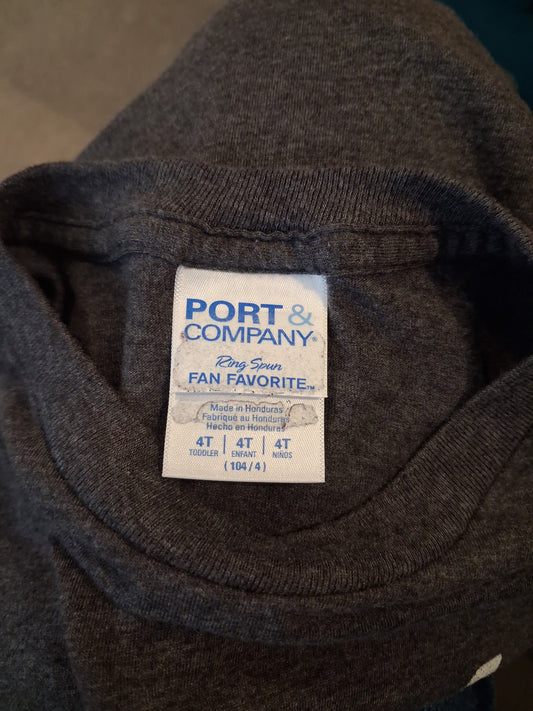 PORT &
COMPANY®
Ring Spun
FAN FAVORITE™
Made in Honduras
Fabriqué au Honduras
Hecho en Honduras
4T | 4T | 4T
TODDLER | ENFANT | NIÑOS
(104/4)